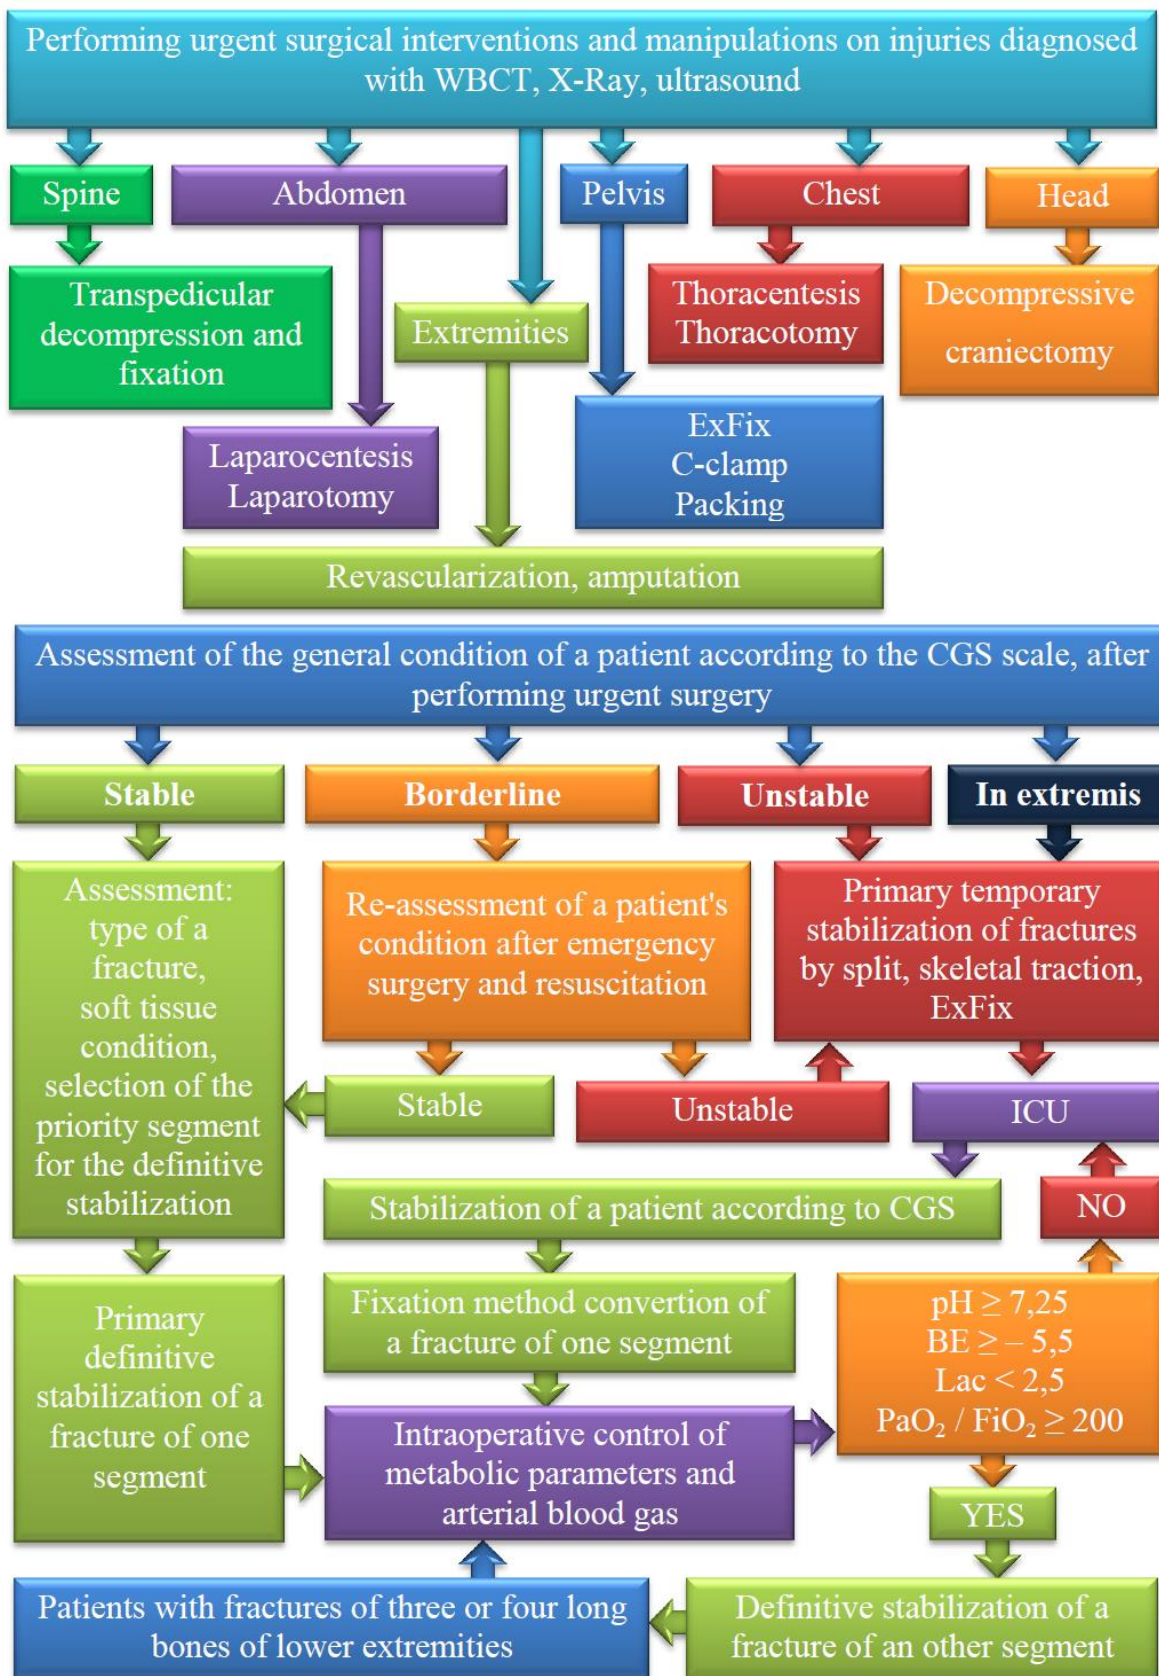 Performing urgent surgical interventions and manipulations on injuries diagnosed
with WBCT, X-Ray, ultrasound
Spine
Abdomen
Pelvis
Chest
Head
Transpedicular
decompression and
fixation
Extremities
Thoracentesis
Thoracotomy
Decompressive
craniectomy
Laparocentesis
Laparotomy
ExFix
C-clamp
Packing
Revascularization, amputation
Assessment of the general condition of a patient according to the CGS scale, after
performing urgent surgery
Stable
Borderline
Unstable
In extremis
Assessment:
type of a
fracture,
soft tissue
condition,
selection of the
priority segment
for the definitive
stabilization
Re-assessment of a patient's
condition after emergency
surgery and resuscitation
Primary temporary
stabilization of fractures
by split, skeletal traction,
ExFix
Stable
Unstable
ICU
Stabilization of a patient according to CGS
NO
Primary
definitive
stabilization of a
fracture of one
segment
Fixation method convertion of
a fracture of one segment
pH ≥ 7,25
BE ≥ – 5,5
Lac < 2,5
PaO₂ / FiO₂ ≥ 200
Intraoperative control of
metabolic parameters and
arterial blood gas
YES
Patients with fractures of three or four long
bones of lower extremities
Definitive stabilization of a
fracture of an other segment